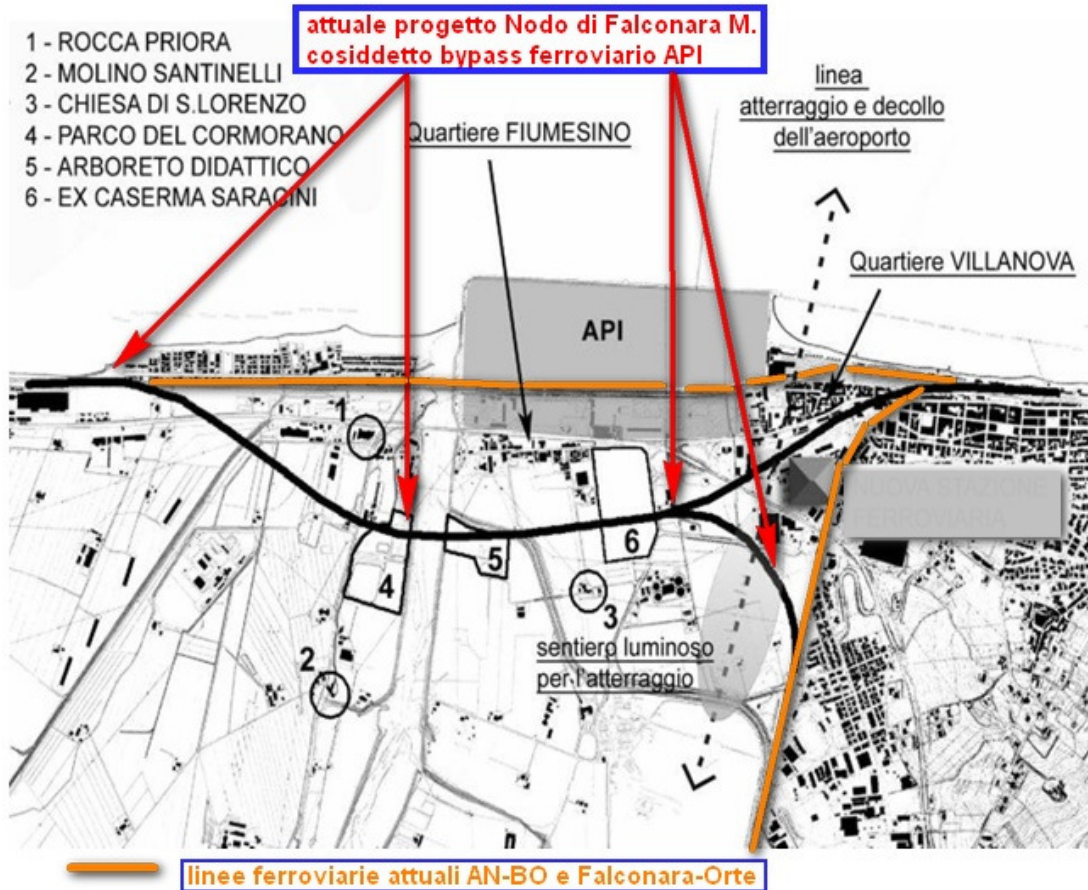 attuale progetto Nodo di Falconara M.
cosiddetto bypass ferroviario API
1 - ROCCA PRIORA
2 - MOLINO SANTINELLI
3 - CHIESA DI S.LORENZO
4 - PARCO DEL CORMORANO
5 - ARBORETO DIDATTICO
6 - EX CASERMA SARACINI
Quartiere FIUMESINO
linea
atterraggio e decollo
dell'aeroporto
Quartiere VILLANOVA
API
1
NUOVA STAZIONE
FERROVIARIA
4
5
6
3
2
sentiero luminoso
per l'atterraggio
linee ferroviarie attuali AN-BO e Falconara-Orte